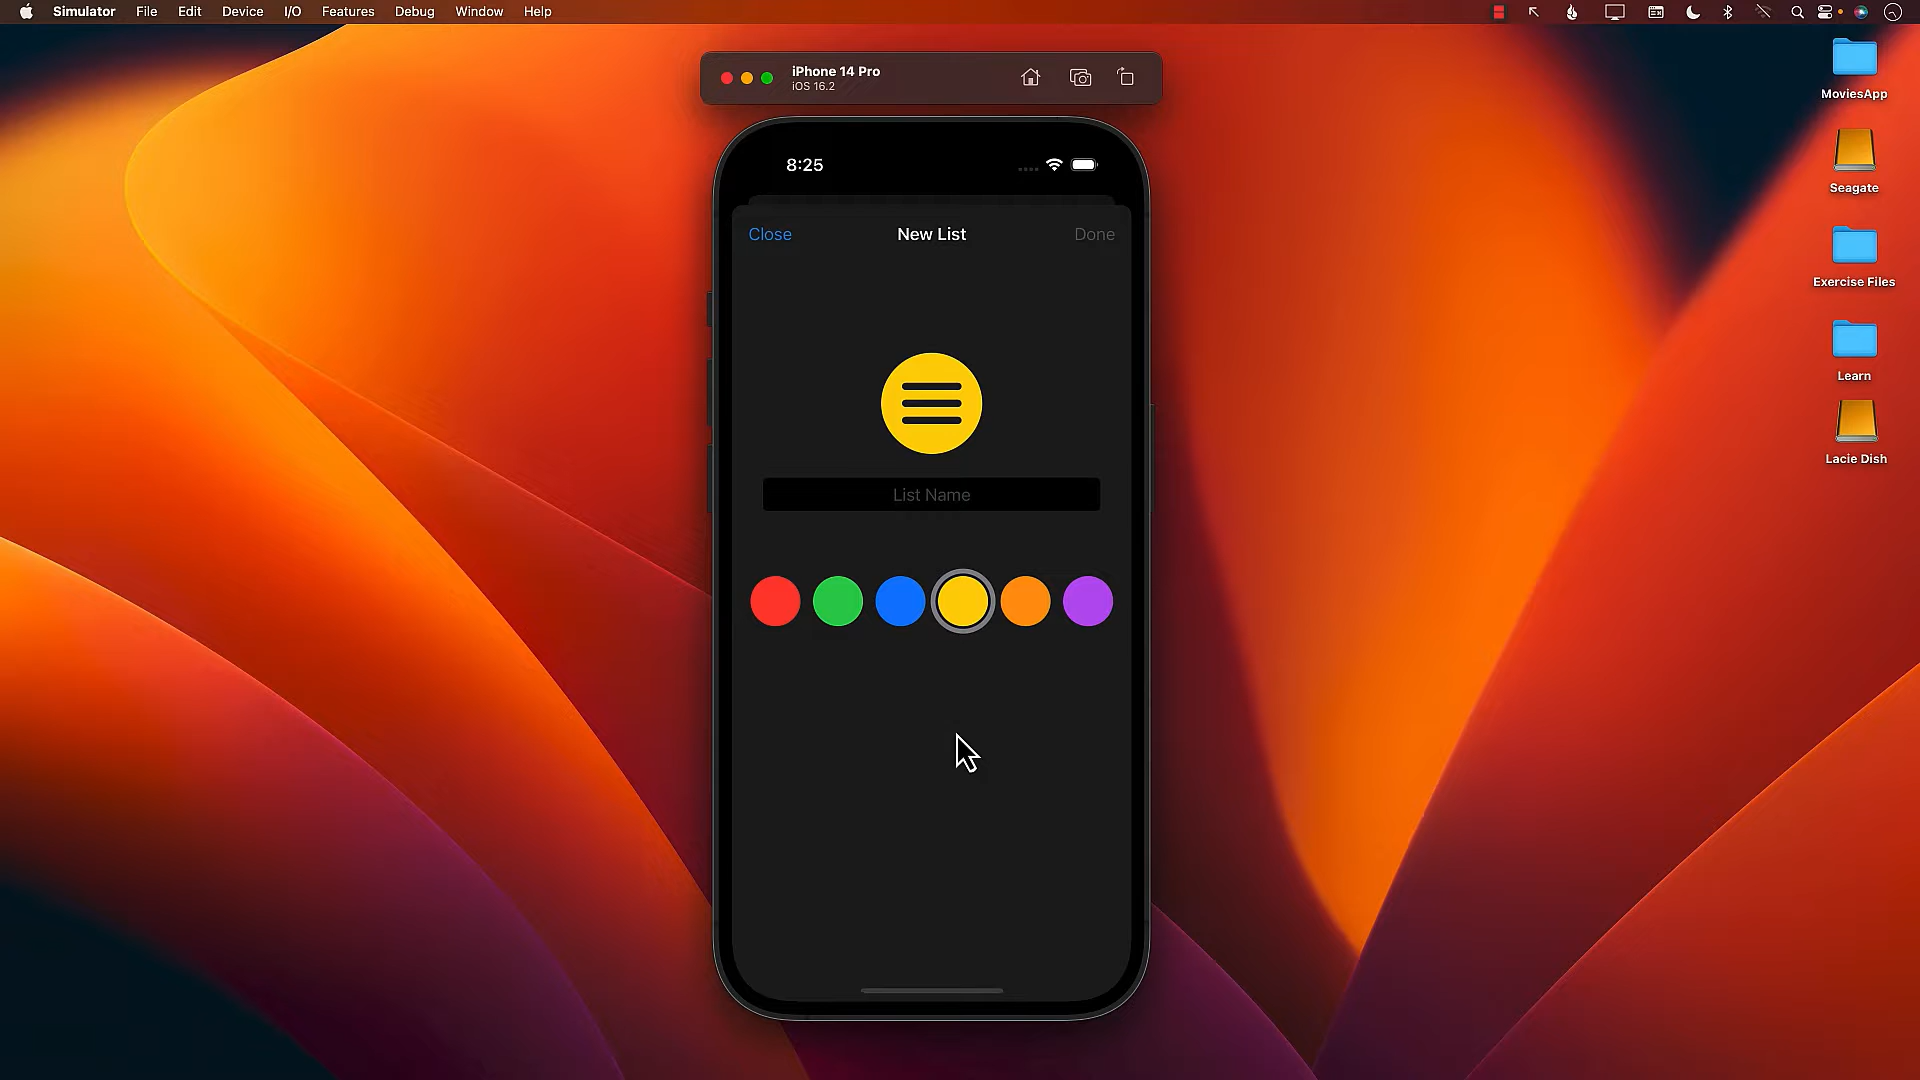 Simulator File Edit Device I/O Features Debug Window Help
iPhone 14 Pro
iOS 16.2
MoviesApp
Seagate
Exercise Files
Learn
Lacie Dish
8:25
Close New List Done
List Name